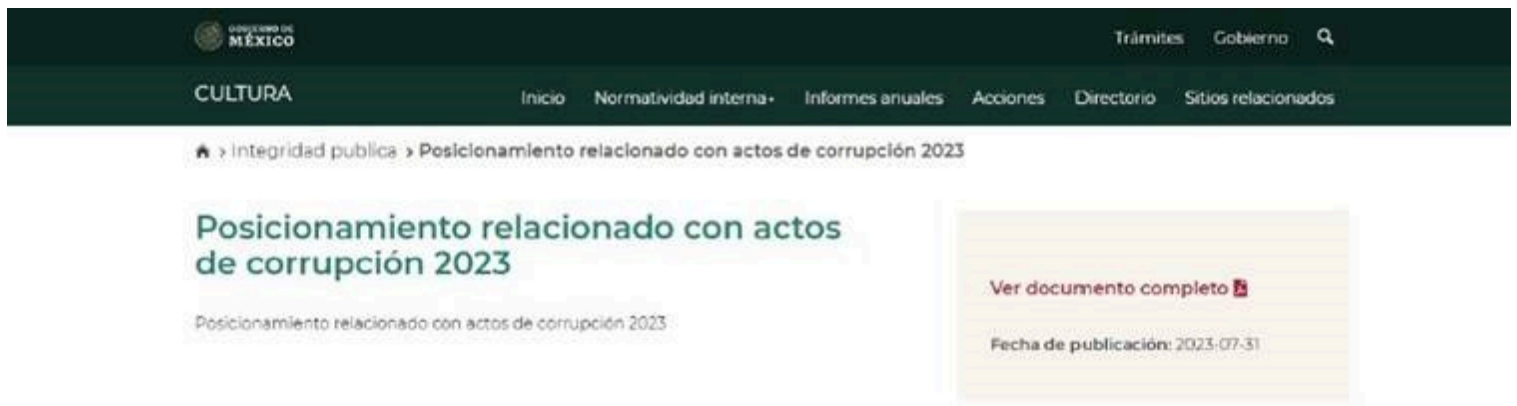 GOBIERNO DE
MÉXICO
Trámites Gobierno
CULTURA
Inicio Normatividad interna Informes anuales Acciones Directorio Sitios relacionados
> Integridad publica > Posicionamiento relacionado con actos de corrupción 2023
Posicionamiento relacionado con actos
de corrupción 2023
Posicionamiento relacionado con actos de corrupción 2023
Ver documento completo
Fecha de publicación: 2023-07-31